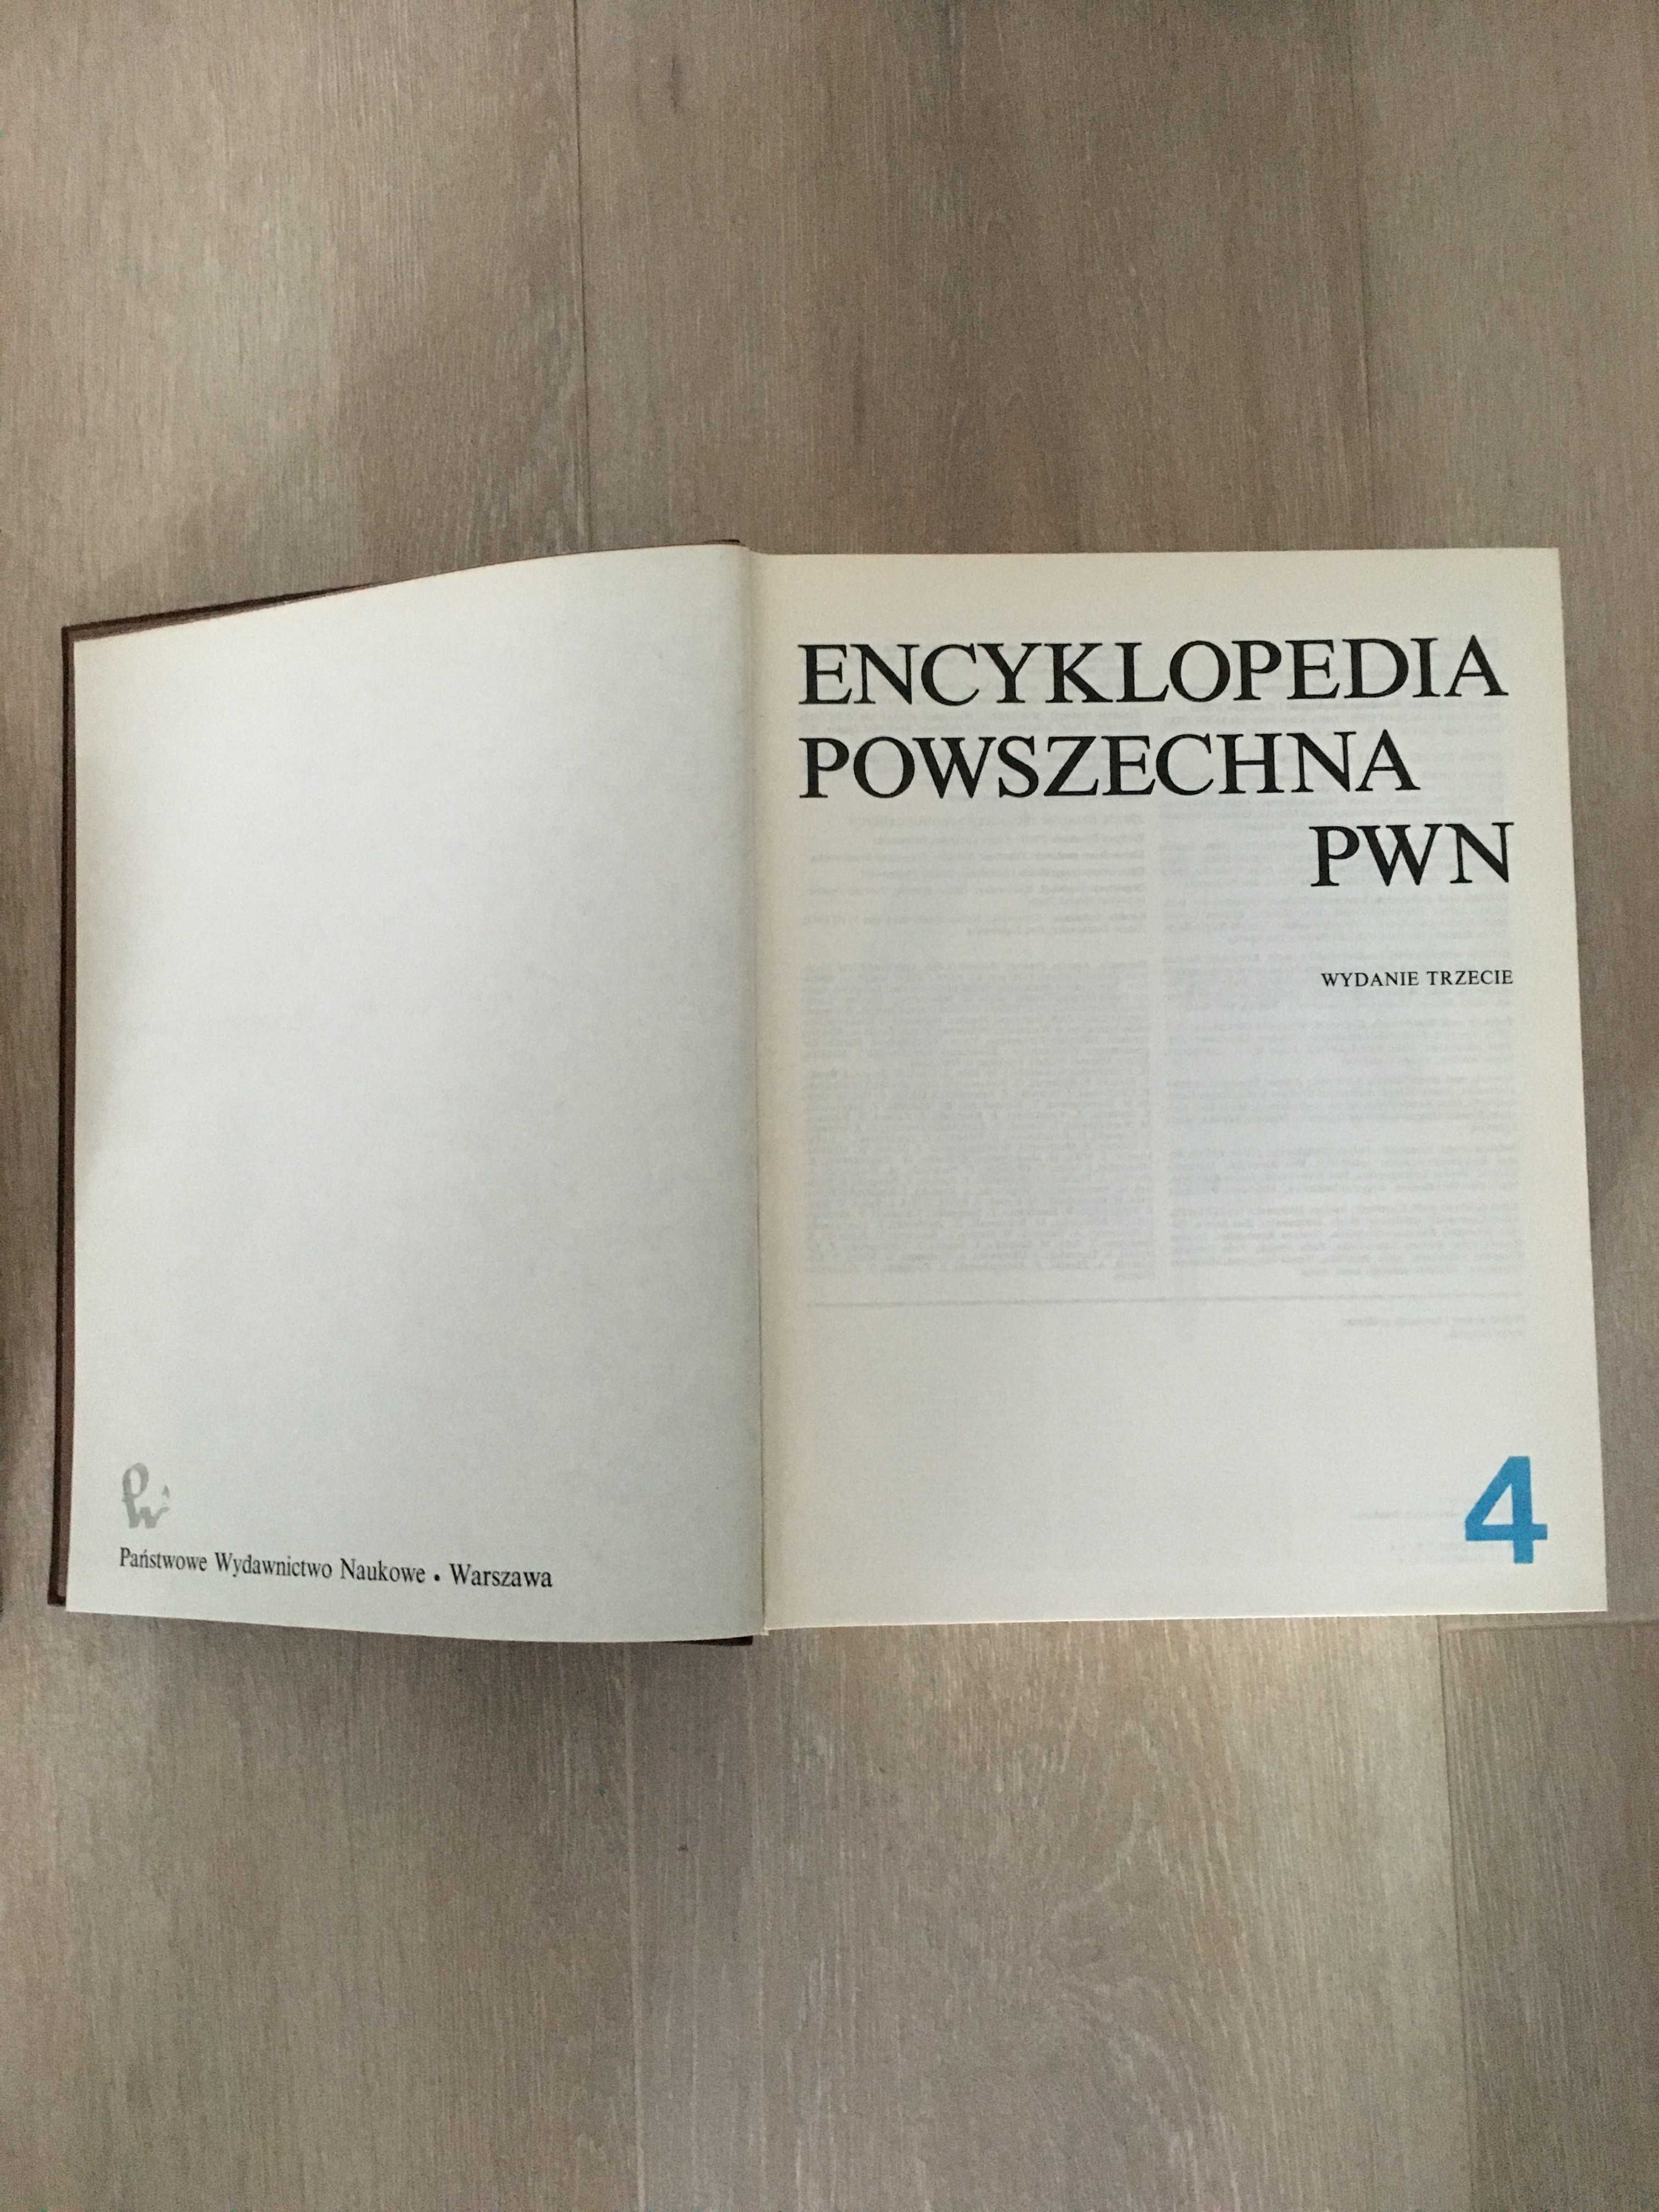 Państwowe Wydawnictwo Naukowe • Warszawa
ENCYKLOPEDIA
POWSZECHNA
PWN
WYDANIE TRZECIE
4